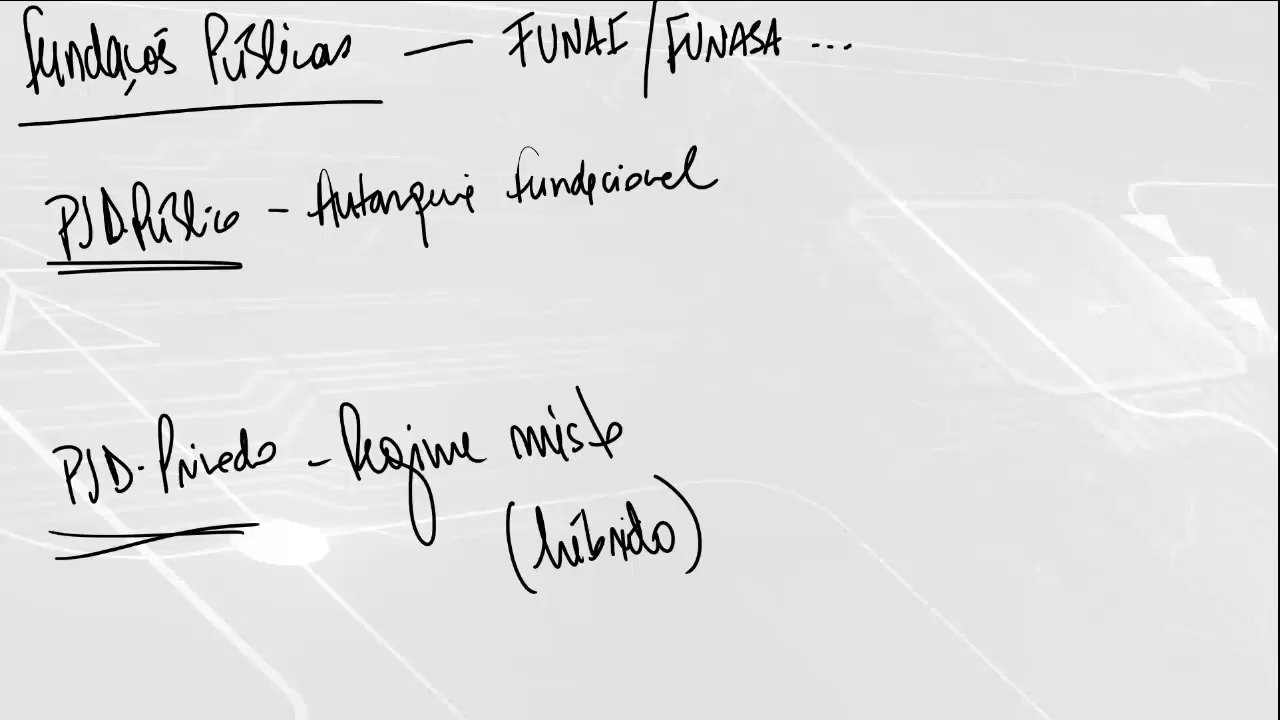 Fundações Públicas — FUNAI / FUNASA ...
PJD.Público - Autarquia fundacional
PJD. Privado - Regime misto
(híbrido)